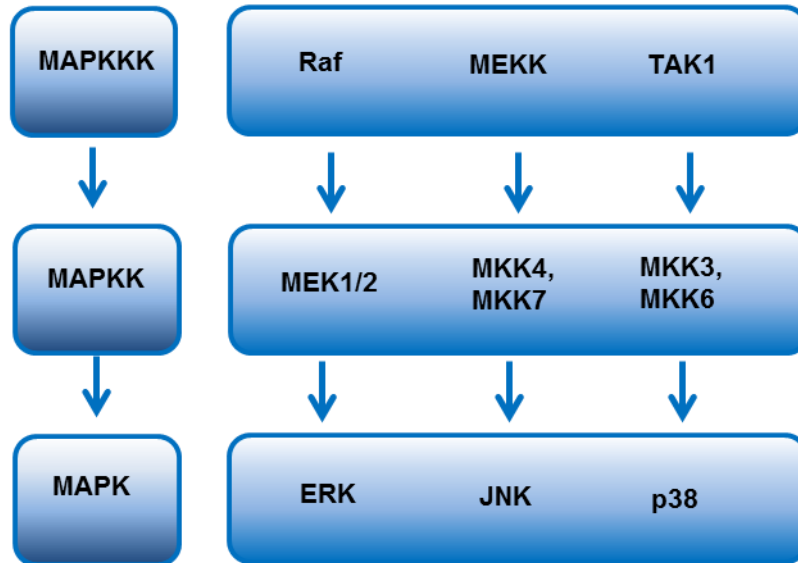 MAPKKK
Raf
MEKK
TAK1
MAPKK
MEK1/2
MKK4,
MKK7
MKK3,
MKK6
MAPK
ERK
JNK
p38